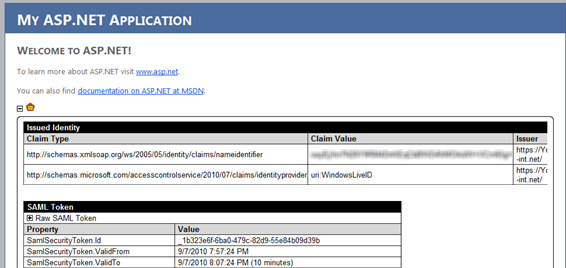 MY ASP.NET APPLICATION
WELCOME TO ASP.NET!
To learn more about ASP.NET visit www.asp.net.
You can also find documentation on ASP.NET at MSDN.
Issued Identity
Claim Type Claim Value Issuer
http://schemas.xmlsoap.org/ws/2005/05/identity/claims/nameidentifier https://Yo
-int.net/
http://schemas.microsoft.com/accesscontrolservice/2010/07/claims/identityprovider uri:WindowsLiveID https://Yo
-int.net/
SAML Token
Raw SAML Token
Property Value
SamlSecurityToken.Id _1b323e6f-6ba0-479c-82d9-55e84b09d39b
SamlSecurityToken.ValidFrom 9/7/2010 7:57:24 PM
SamlSecurityToken.ValidTo 9/7/2010 8:07:24 PM (10 minutes)